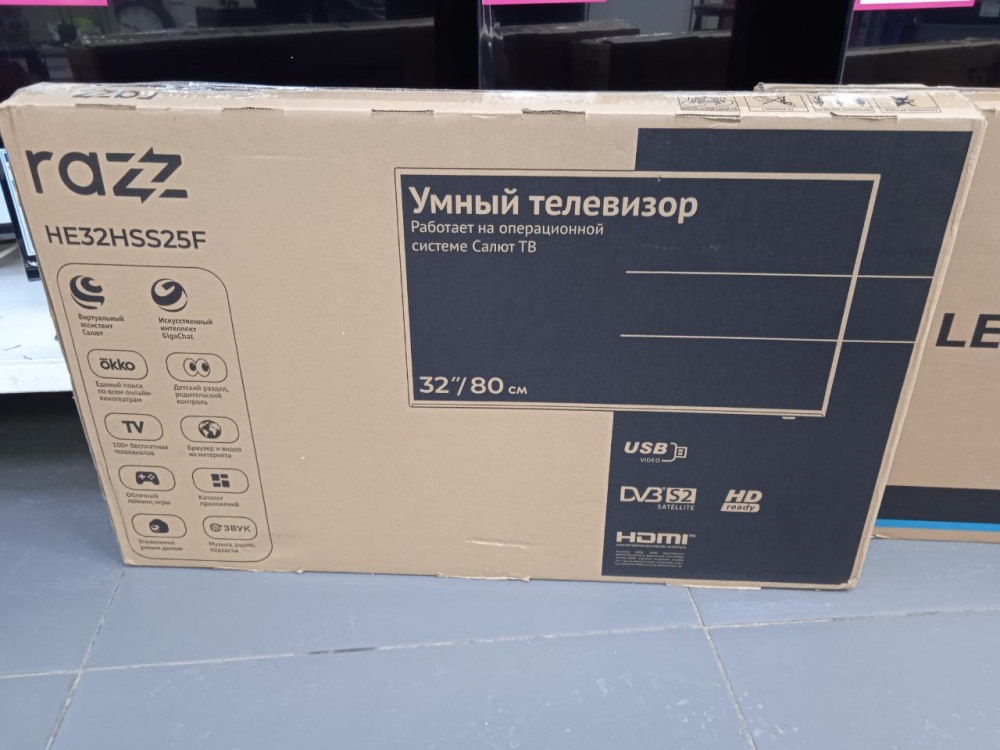 razz
HE32HSS25F
Виртуальный
ассистент
Салют
Искусственный
интеллект
GigaChat
okko
Единый поиск
по всем онлайн-
кинотеатрам
Детский раздел,
родительский
контроль
TV
100+ бесплатных
телеканалов
Браузер и видео
из интернета
Облачный
гейминг, игры
Каталог
приложений
Управление
умным домом
ЗВУК
Музыка, радио,
подкасты
Умный телевизор
Работает на операционной
системе Салют ТВ
32"/80 см
USB
VIDEO
DVB S2
SATELLITE
HD
ready
HDMI™
LE